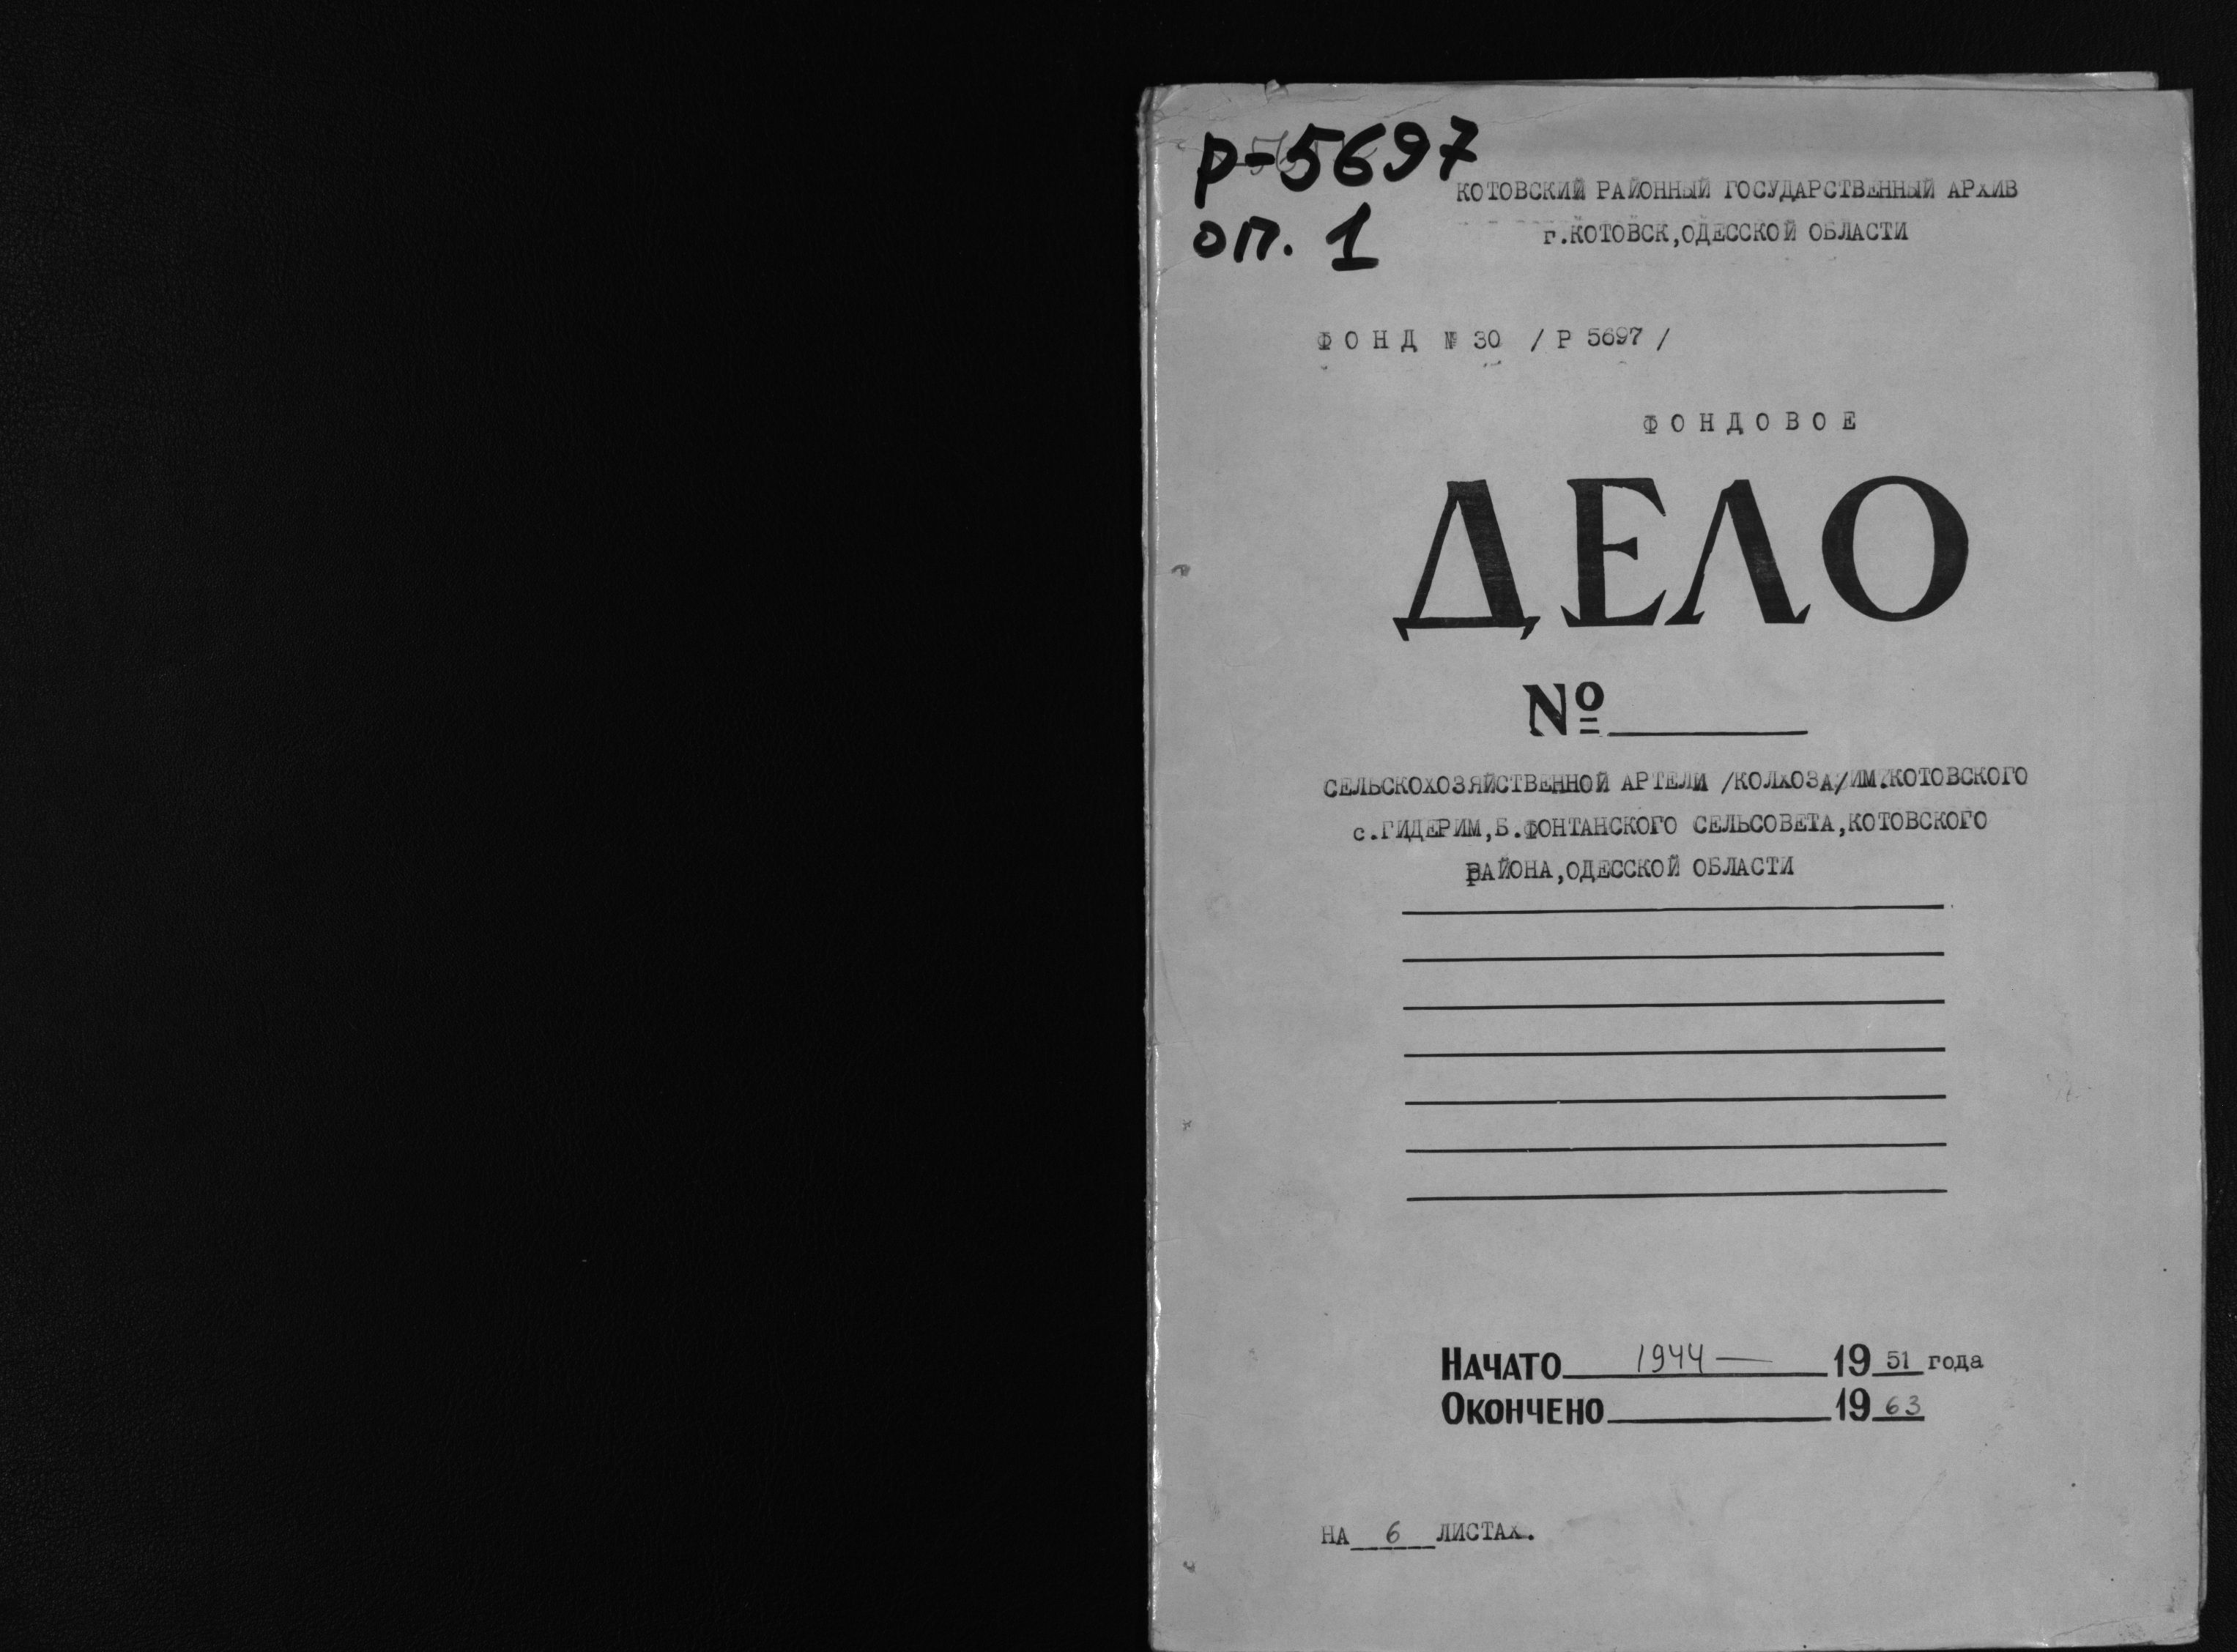 Р-5697
оп. 1
КОТОВСКИЙ РАЙОННЫЙ ГОСУДАРСТВЕННЫЙ АРХИВ
г.КОТОВСК,ОДЕССКОЙ ОБЛАСТИ
ФОНД № 30 / Р 5697 /
ФОНДОВОЕ
ДЕЛО
№
СЕЛЬСКОХОЗЯЙСТВЕННОЙ АРТЕЛИ /КОЛХОЗА/ИМ.КОТОВСКОГО
с.ГИДЕРИМ,Б.ФОНТАНСКОГО СЕЛЬСОВЕТА,КОТОВСКОГО
РАЙОНА,ОДЕССКОЙ ОБЛАСТИ
НАЧАТО 1944 — 1951 года
ОКОНЧЕНО 1963
НА 6 ЛИСТАХ.